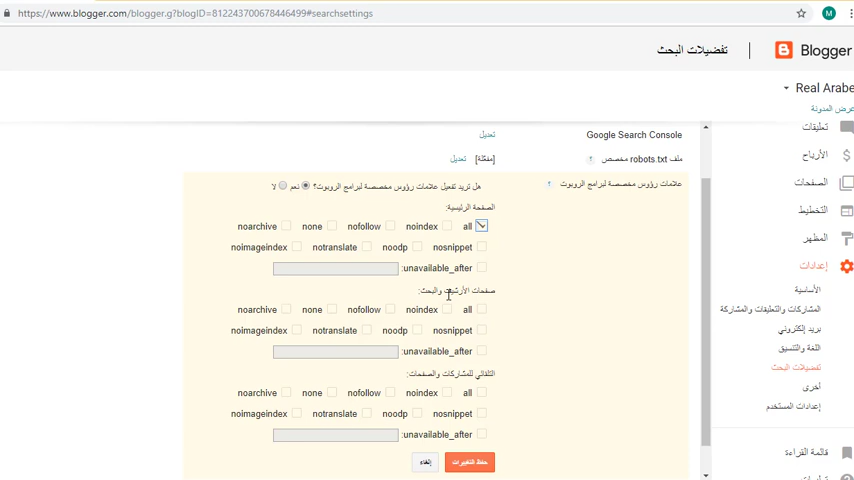 https://www.blogger.com/blogger.g?blogID=812243700678446499#searchsettings
M
Blogger
تفضيلات البحث
Real Arabe
عرض المدونة
تعليقات
الأرباح
الصفحات
التخطيط
المظهر
إعدادات
الأساسية
المشاركات والتعليقات والمشاركة
بريد إلكتروني
اللغة والتنسيق
تفضيلات البحث
أخرى
إعدادات المستخدم
قائمة القراءة
Google Search Console
تعديل
ملف robots.txt مخصص ?
[مفعّلة] تعديل
علامات رؤوس مخصصة لبرامج الروبوت ?
هل تريد تفعيل علامات رؤوس مخصصة لبرامج الروبوت؟ نعم لا
الصفحة الرئيسية:
all noindex nofollow none noarchive
nosnippet noodp notranslate noimageindex
unavailable_after:
صفحات الأرشيف والبحث:
all noindex nofollow none noarchive
nosnippet noodp notranslate noimageindex
unavailable_after:
التلقائي للمشاركات والصفحات:
all noindex nofollow none noarchive
nosnippet noodp notranslate noimageindex
unavailable_after:
حفظ التغييرات
إلغاء